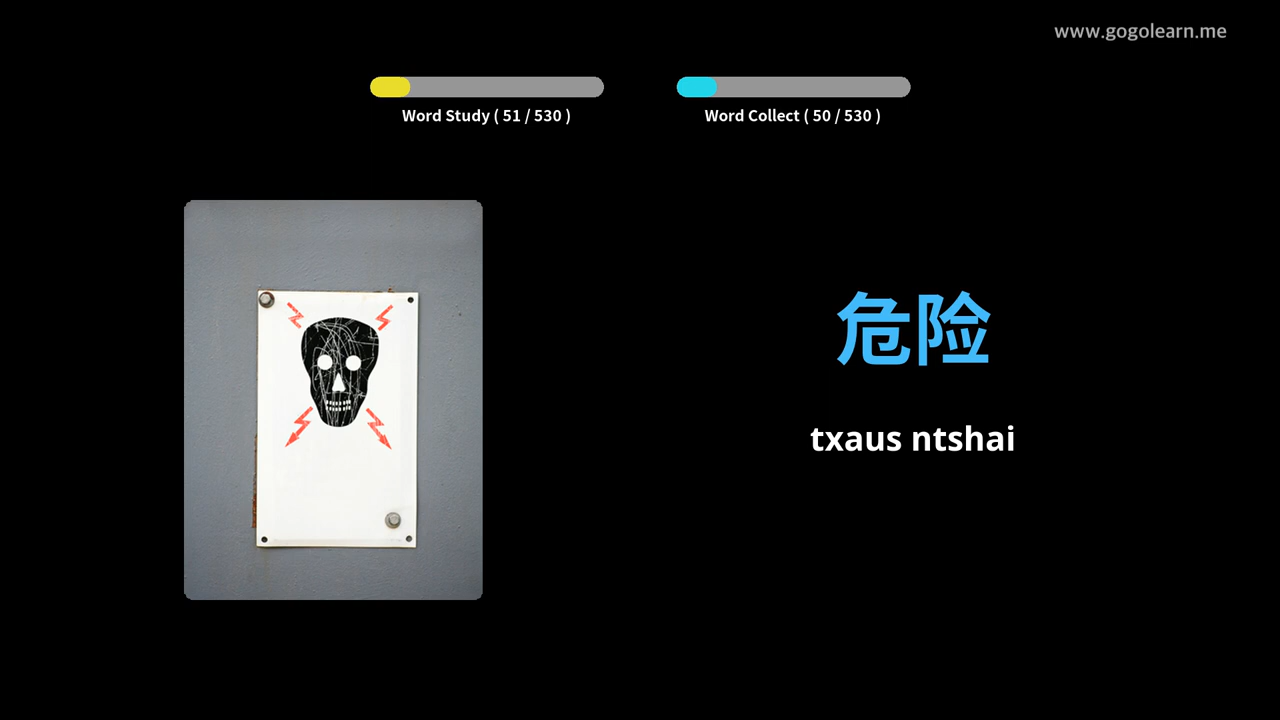 www.gogolearn.me
Word Study ( 51 / 530 )
Word Collect ( 50 / 530 )
危险
txaus ntshai